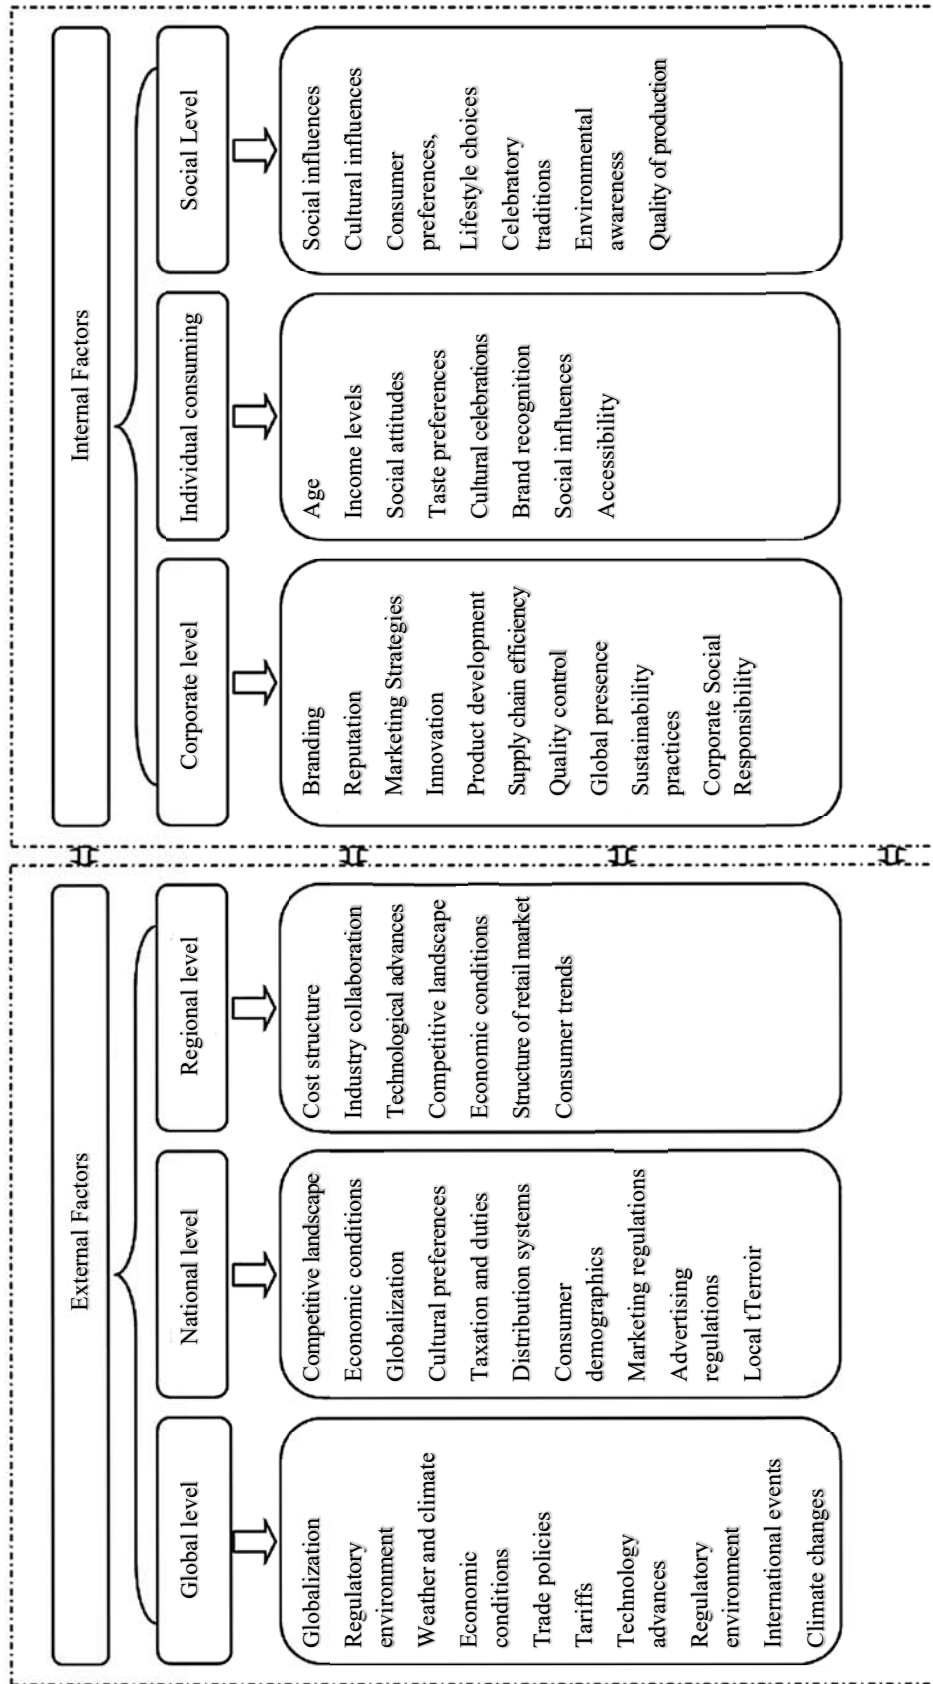 External Factors
Global level
Globalization
Regulatory
environment
Weather and climate
Economic
conditions
Trade policies
Tariffs
Technology
advances
Regulatory
environment
International events
Climate changes
National level
Competitive landscape
Economic conditions
Globalization
Cultural preferences
Taxation and duties
Distribution systems
Consumer
demographics
Marketing regulations
Advertising
regulations
Local tTerroir
Regional level
Cost structure
Industry collaboration
Technological advances
Competitive landscape
Economic conditions
Structure of retail market
Consumer trends
Internal Factors
Corporate level
Branding
Reputation
Marketing Strategies
Innovation
Product development
Supply chain efficiency
Quality control
Global presence
Sustainability
practices
Corporate Social
Responsibility
Individual consuming
Age
Income levels
Social attitudes
Taste preferences
Cultural celebrations
Brand recognition
Social influences
Accessibility
Social Level
Social influences
Cultural influences
Consumer
preferences,
Lifestyle choices
Celebratory
traditions
Environmental
awareness
Quality of production